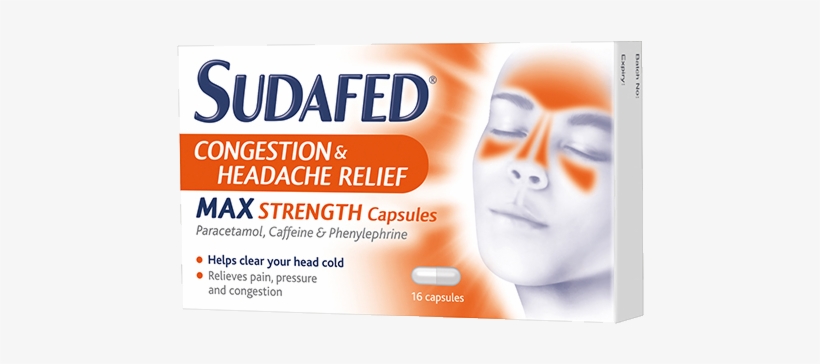 SUDAFED®
CONGESTION &
HEADACHE RELIEF
MAX STRENGTH Capsules
Paracetamol, Caffeine & Phenylephrine
• Helps clear your head cold
• Relieves pain, pressure
and congestion
16 capsules
Batch No:
Expiry: